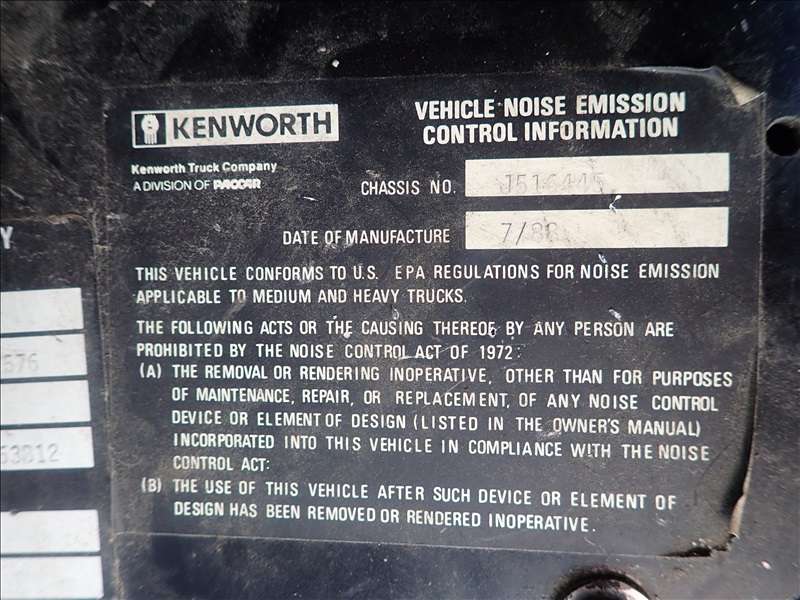 KENWORTH
Kenworth Truck Company
A DIVISION OF PACCAR
VEHICLE NOISE EMISSION
CONTROL INFORMATION
CHASSIS NO. J516445
DATE OF MANUFACTURE 7/88
THIS VEHICLE CONFORMS TO U.S. EPA REGULATIONS FOR NOISE EMISSION
APPLICABLE TO MEDIUM AND HEAVY TRUCKS.
THE FOLLOWING ACTS OR THE CAUSING THEREOF BY ANY PERSON ARE
PROHIBITED BY THE NOISE CONTROL ACT OF 1972:
(A) THE REMOVAL OR RENDERING INOPERATIVE, OTHER THAN FOR PURPOSES
OF MAINTENANCE, REPAIR, OR REPLACEMENT, OF ANY NOISE CONTROL
DEVICE OR ELEMENT OF DESIGN (LISTED IN THE OWNER'S MANUAL)
INCORPORATED INTO THIS VEHICLE IN COMPLIANCE WITH THE NOISE
CONTROL ACT:
(B) THE USE OF THIS VEHICLE AFTER SUCH DEVICE OR ELEMENT OF
DESIGN HAS BEEN REMOVED OR RENDERED INOPERATIVE.
Y
576
53B12